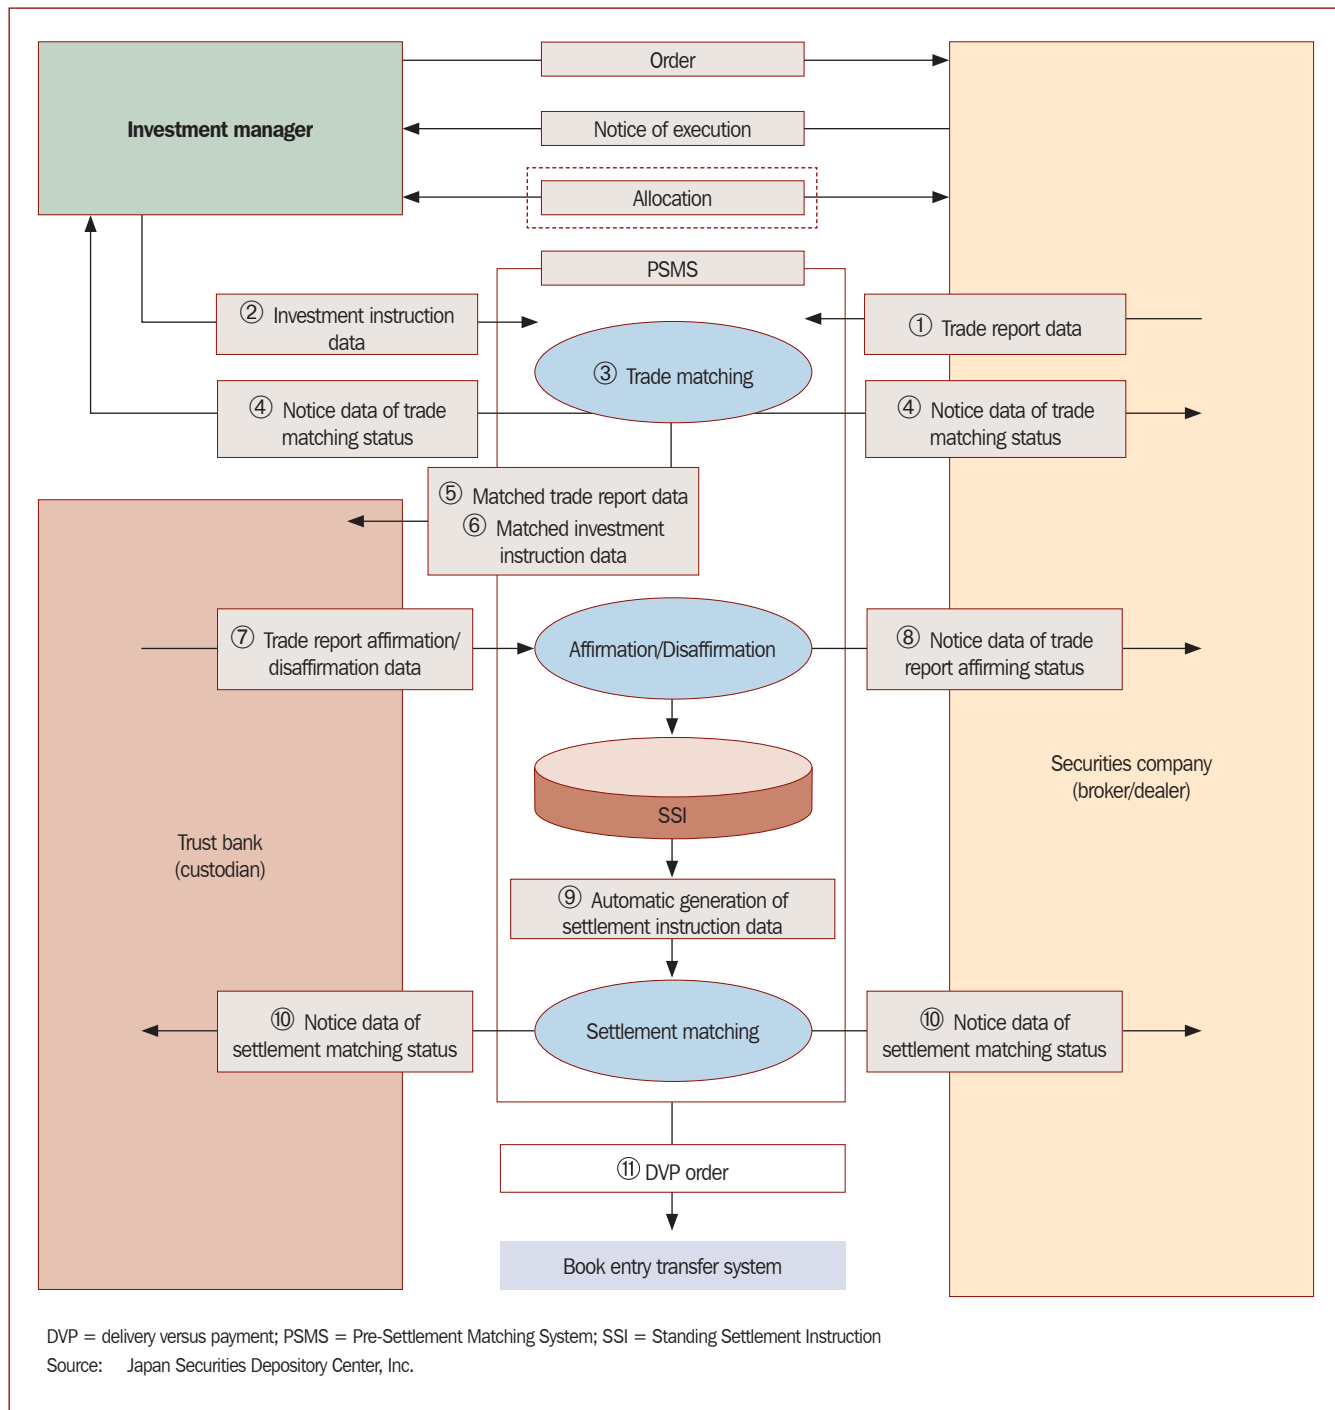 Order
Investment manager
Notice of execution
Allocation
PSMS
② Investment instruction
data
① Trade report data
③ Trade matching
④ Notice data of trade
matching status
④ Notice data of trade
matching status
⑤ Matched trade report data
⑥ Matched investment
instruction data
⑦ Trade report affirmation/
disaffirmation data
Affirmation/Disaffirmation
⑧ Notice data of trade
report affirming status
Securities company
(broker/dealer)
SSI
Trust bank
(custodian)
⑨ Automatic generation of
settlement instruction data
⑩ Notice data of
settlement matching status
Settlement matching
⑩ Notice data of
settlement matching status
⑪ DVP order
Book entry transfer system
DVP = delivery versus payment; PSMS = Pre-Settlement Matching System; SSI = Standing Settlement Instruction
Source: Japan Securities Depository Center, Inc.